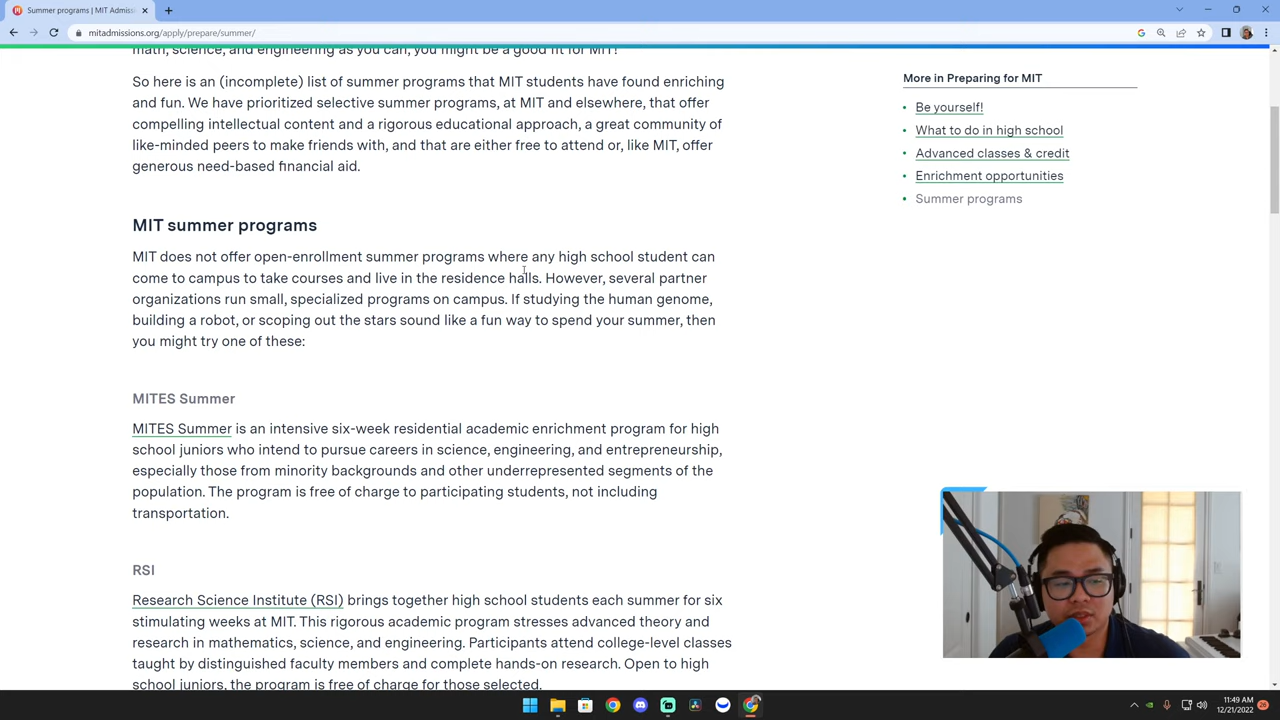 Summer programs | MIT Admiss
mitadmissions.org/apply/prepare/summer/
math, science, and engineering as you can, you might be a good fit for MIT!
So here is an (incomplete) list of summer programs that MIT students have found enriching
and fun. We have prioritized selective summer programs, at MIT and elsewhere, that offer
compelling intellectual content and a rigorous educational approach, a great community of
like-minded peers to make friends with, and that are either free to attend or, like MIT, offer
generous need-based financial aid.
MIT summer programs
MIT does not offer open-enrollment summer programs where any high school student can
come to campus to take courses and live in the residence halls. However, several partner
organizations run small, specialized programs on campus. If studying the human genome,
building a robot, or scoping out the stars sound like a fun way to spend your summer, then
you might try one of these:
MITES Summer
MITES Summer is an intensive six-week residential academic enrichment program for high
school juniors who intend to pursue careers in science, engineering, and entrepreneurship,
especially those from minority backgrounds and other underrepresented segments of the
population. The program is free of charge to participating students, not including
transportation.
RSI
Research Science Institute (RSI) brings together high school students each summer for six
stimulating weeks at MIT. This rigorous academic program stresses advanced theory and
research in mathematics, science, and engineering. Participants attend college-level classes
taught by distinguished faculty members and complete hands-on research. Open to high
school juniors, the program is free of charge for those selected.
More in Preparing for MIT
Be yourself!
What to do in high school
Advanced classes & credit
Enrichment opportunities
Summer programs
11:49 AM
12/21/2022
26